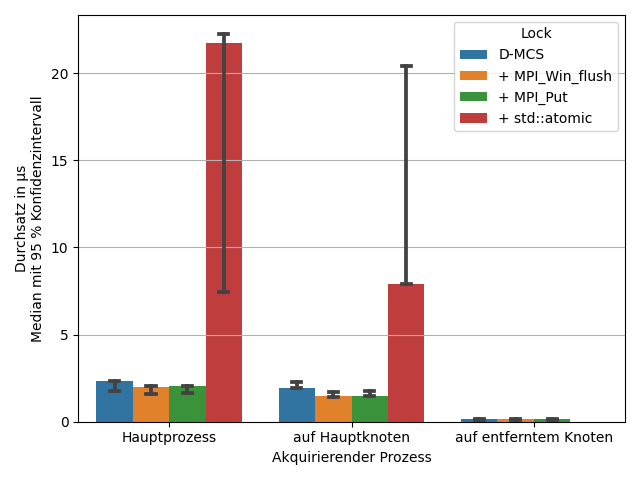 Lock
D-MCS
+ MPI_Win_flush
+ MPI_Put
+ std::atomic
Durchsatz in µs
Median mit 95 % Konfidenzintervall
20
15
10
5
0
Hauptprozess
auf Hauptknoten
auf entferntem Knoten
Akquirierender Prozess